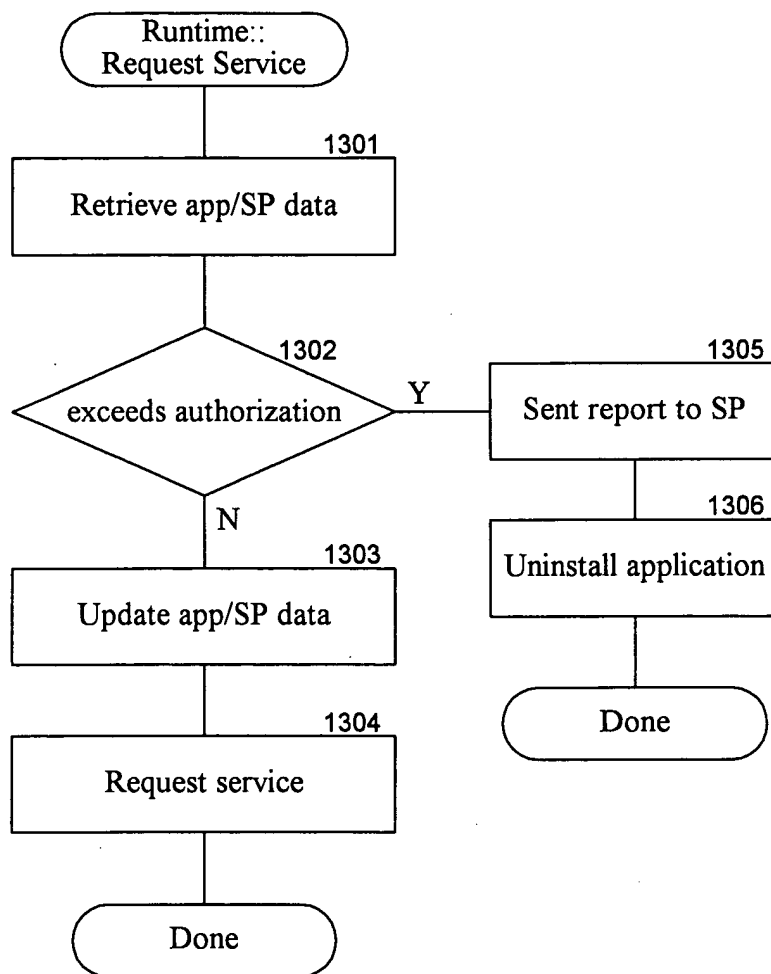 Runtime::
Request Service
1301
Retrieve app/SP data
1302
exceeds authorization
Y
N
1303
Update app/SP data
1304
Request service
Done
1305
Sent report to SP
1306
Uninstall application
Done